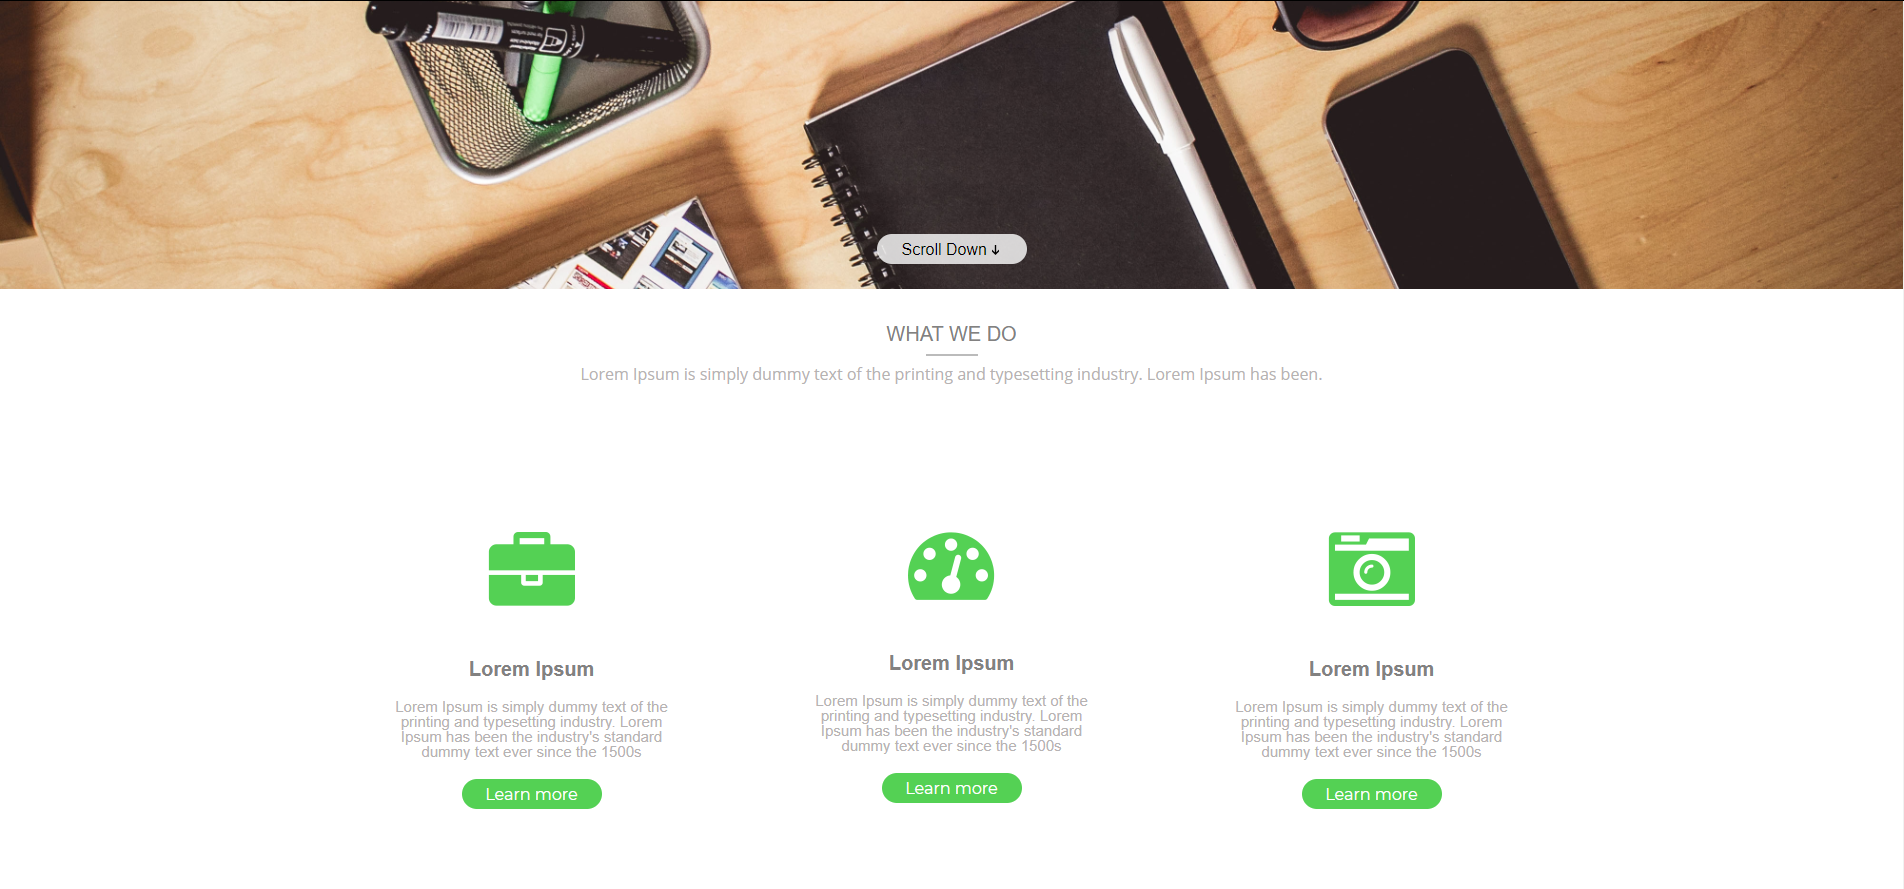 Scroll Down ↓
WHAT WE DO
Lorem Ipsum is simply dummy text of the printing and typesetting industry. Lorem Ipsum has been.
Lorem Ipsum
Lorem Ipsum is simply dummy text of the
printing and typesetting industry. Lorem
Ipsum has been the industry's standard
dummy text ever since the 1500s
Learn more
Lorem Ipsum
Lorem Ipsum is simply dummy text of the
printing and typesetting industry. Lorem
Ipsum has been the industry's standard
dummy text ever since the 1500s
Learn more
Lorem Ipsum
Lorem Ipsum is simply dummy text of the
printing and typesetting industry. Lorem
Ipsum has been the industry's standard
dummy text ever since the 1500s
Learn more